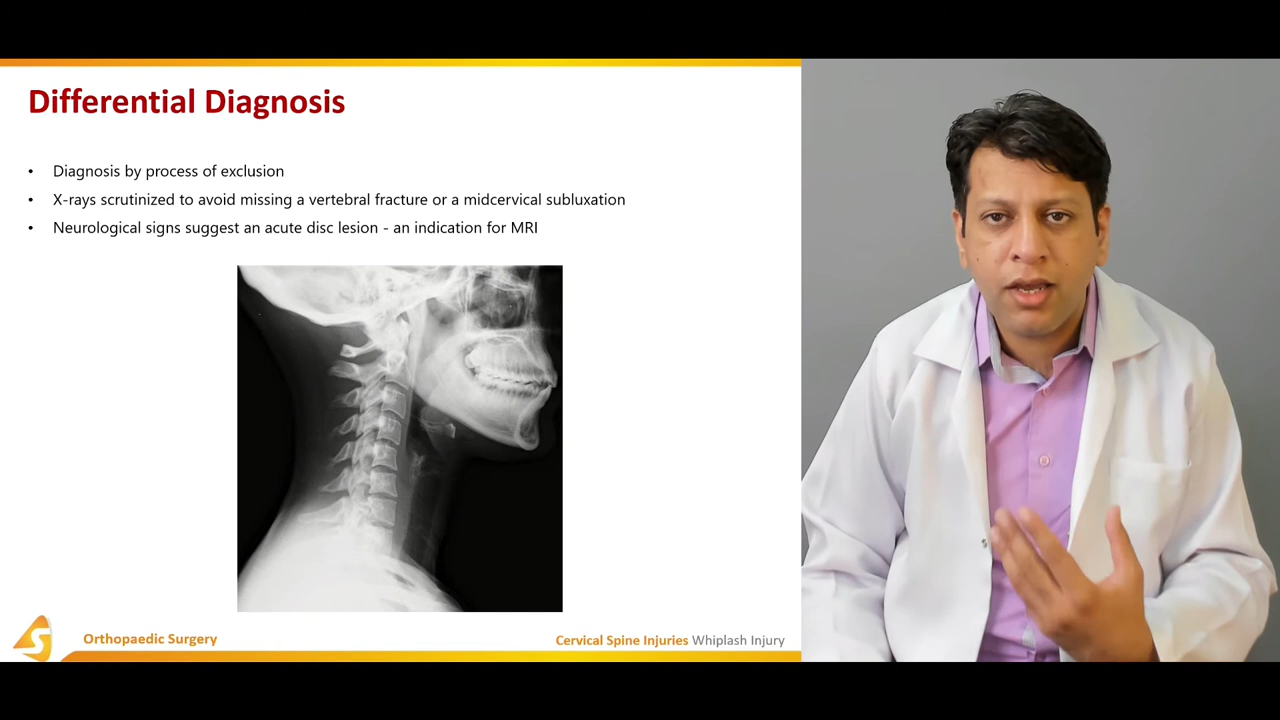 Differential Diagnosis
• Diagnosis by process of exclusion
• X-rays scrutinized to avoid missing a vertebral fracture or a midcervical subluxation
• Neurological signs suggest an acute disc lesion - an indication for MRI
S
Orthopaedic Surgery
Cervical Spine Injuries Whiplash Injury